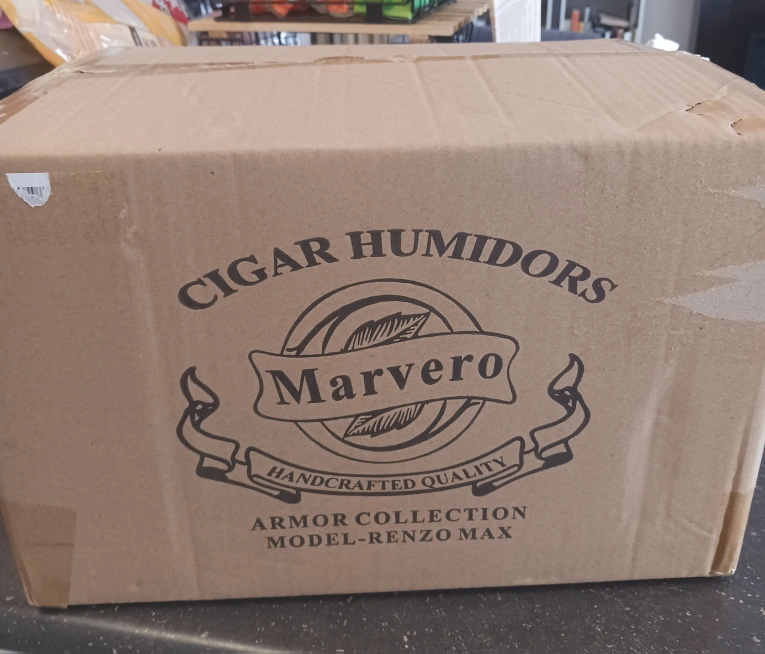 CIGAR HUMIDORS
Marvero
HANDCRAFTED QUALITY
ARMOR COLLECTION
MODEL-RENZO MAX